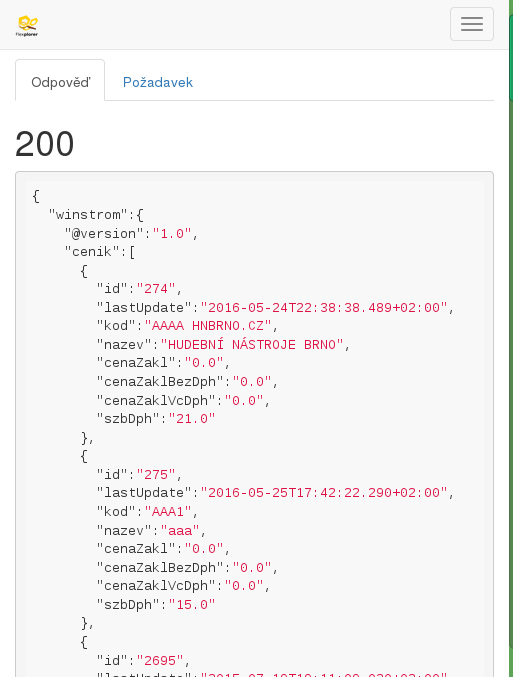 Flexplorer
Odpověď Požadavek
200
{
"winstrom":{
"@version":"1.0",
"cenik":[
{
"id":"274",
"lastUpdate":"2016-05-24T22:38:38.489+02:00",
"kod":"AAAA HNBRNO.CZ",
"nazev":"HUDEBNÍ NÁSTROJE BRNO",
"cenaZakl":"0.0",
"cenaZaklBezDph":"0.0",
"cenaZaklVcDph":"0.0",
"szbDph":"21.0"
},
{
"id":"275",
"lastUpdate":"2016-05-25T17:42:22.290+02:00",
"kod":"AAA1",
"nazev":"aaa",
"cenaZakl":"0.0",
"cenaZaklBezDph":"0.0",
"cenaZaklVcDph":"0.0",
"szbDph":"15.0"
},
{
"id":"2695",